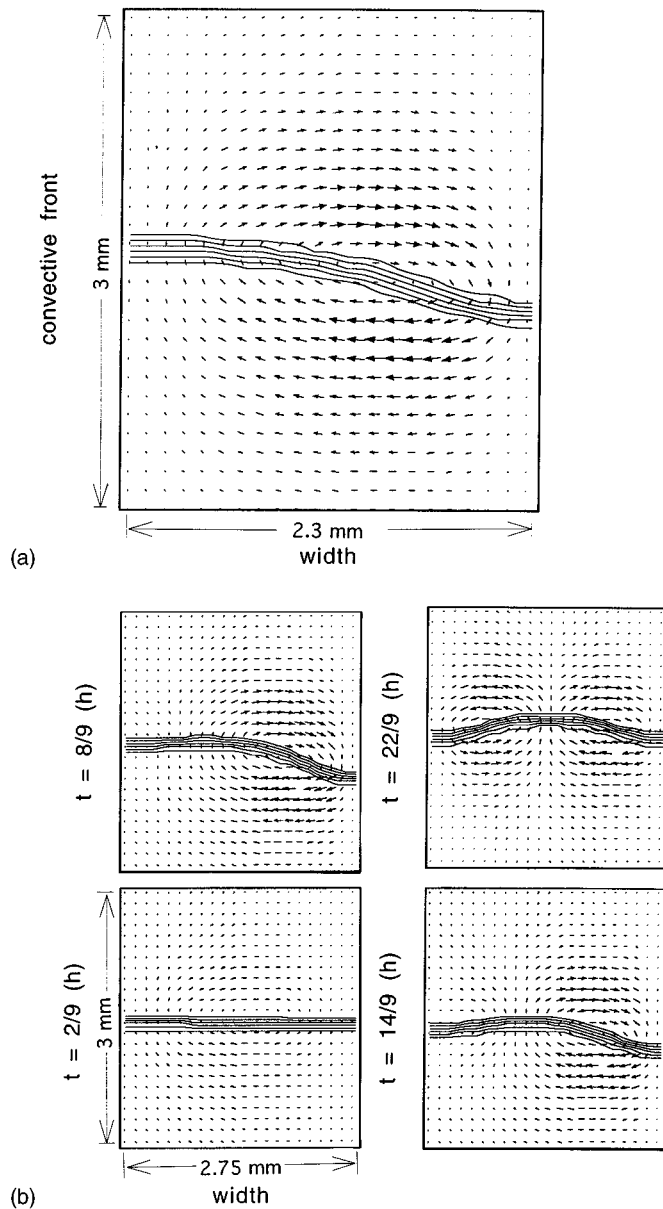 convective front
3 mm
2.3 mm
width
(a)
t = 8/9 (h)
t = 22/9 (h)
t = 2/9 (h)
3 mm
t = 14/9 (h)
2.75 mm
width
(b)